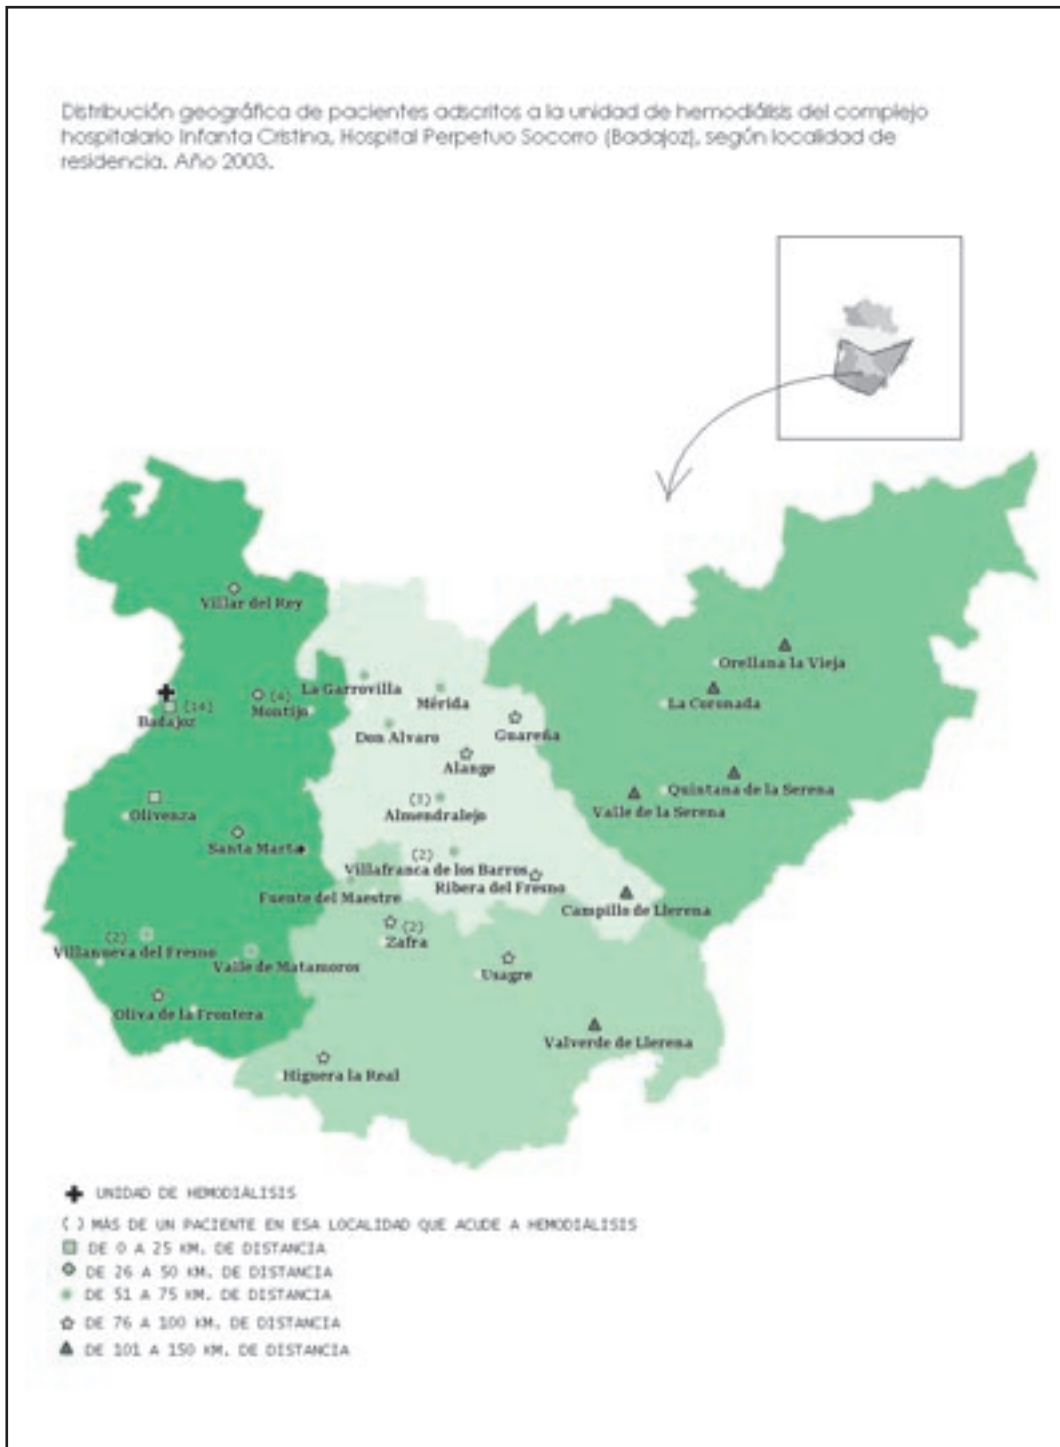 Distribución geográfica de pacientes adscritos a la unidad de hemodiálisis del complejo
hospitalario Infanta Cristina, Hospital Perpetuo Socorro (Badajoz), según localidad de
residencia. Año 2003.
Villar del Rey
Orellana la Vieja
La Garrovilla
(4)
Mérida
La Coronada
(14)
Montijo
Badajoz
Don Alvaro
Guareña
Alange
Quintana de la Serena
(1)
Olivenza
Almendralejo
Valle de la Serena
Santa Marta
(2)
Villafranca de los Barros
Ribera del Fresno
Fuente del Maestre
Campillo de Llerena
(2)
(2)
Zafra
Villanueva del Fresno
Valle de Matamoros
Usagre
Oliva de la Frontera
Valverde de Llerena
Higuera la Real
UNIDAD DE HEMODIÁLISIS
( ) MÁS DE UN PACIENTE EN ESA LOCALIDAD QUE ACUDE A HEMODIÁLISIS
DE 0 A 25 KM. DE DISTANCIA
DE 26 A 50 KM. DE DISTANCIA
DE 51 A 75 KM. DE DISTANCIA
DE 76 A 100 KM. DE DISTANCIA
DE 101 A 150 KM. DE DISTANCIA